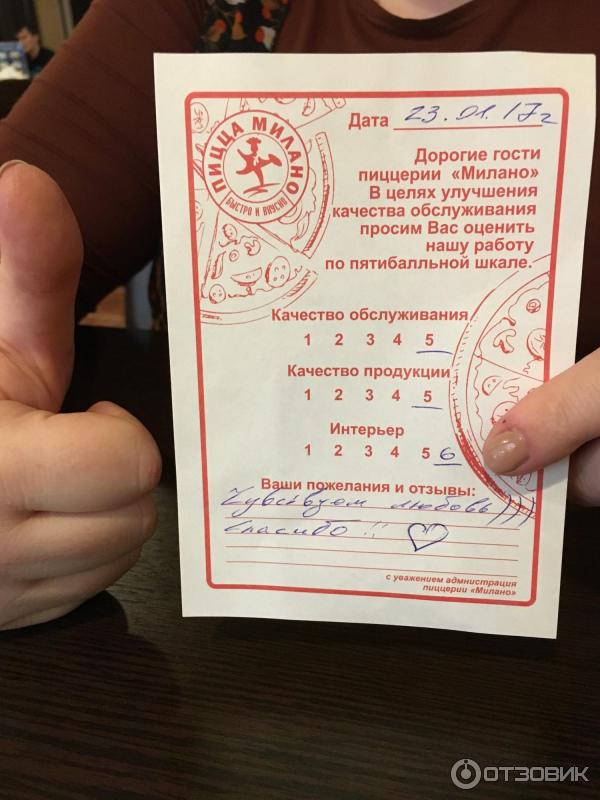 ПИЦЦА МИЛАНО
БЫСТРО И ВКУСНО
Дата 23.01.17г
Дорогие гости
пиццерии «Милано»
В целях улучшения
качества обслуживания
просим Вас оценить
нашу работу
по пятибалльной шкале.
Качество обслуживания
1 2 3 4 5
Качество продукции
1 2 3 4 5
Интерьер
1 2 3 4 5 6
Ваши пожелания и отзывы:
Чувствуем любовь)))
Спасибо !! ♡
с уважением администрация
пиццерии «Милано»
ОТЗОВИК